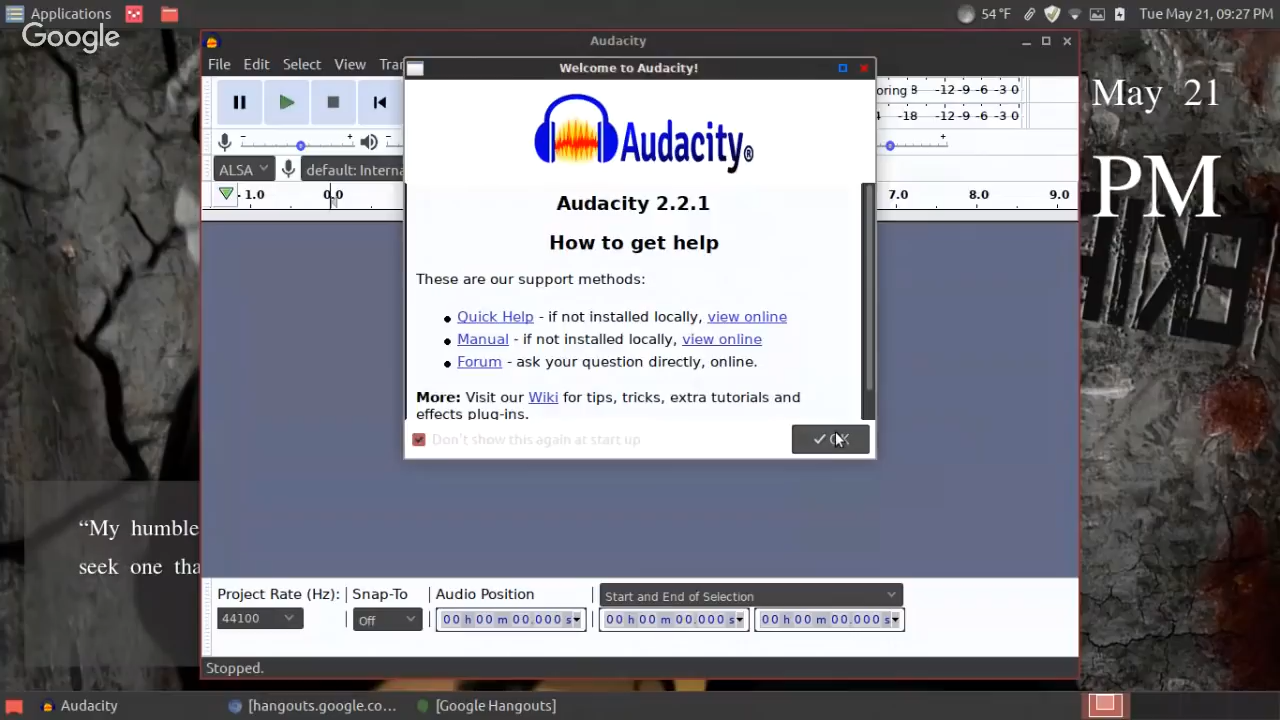 Applications
54 °F
Tue May 21, 09:27 PM
Google
Audacity
File Edit Select View
Welcome to Audacity!
May 21
PM
-12 -9 -6 -3 0
-18 -12 -9 -6 -3 0
Audacity®
ALSA
default: Interna
- 1.0 0.0 7.0 8.0 9.0
Audacity 2.2.1
How to get help
These are our support methods:
Quick Help - if not installed locally, view online
Manual - if not installed locally, view online
Forum - ask your question directly, online.
More: Visit our Wiki for tips, tricks, extra tutorials and
effects plug-ins.
Don't show this again at start up
OK
“My humble
seek one tha
Project Rate (Hz): Snap-To Audio Position Start and End of Selection
44100 Off 00 h 00 m 00.000 s 00 h 00 m 00.000 s 00 h 00 m 00.000 s
Stopped.
Audacity
[hangouts.google.co...
[Google Hangouts]